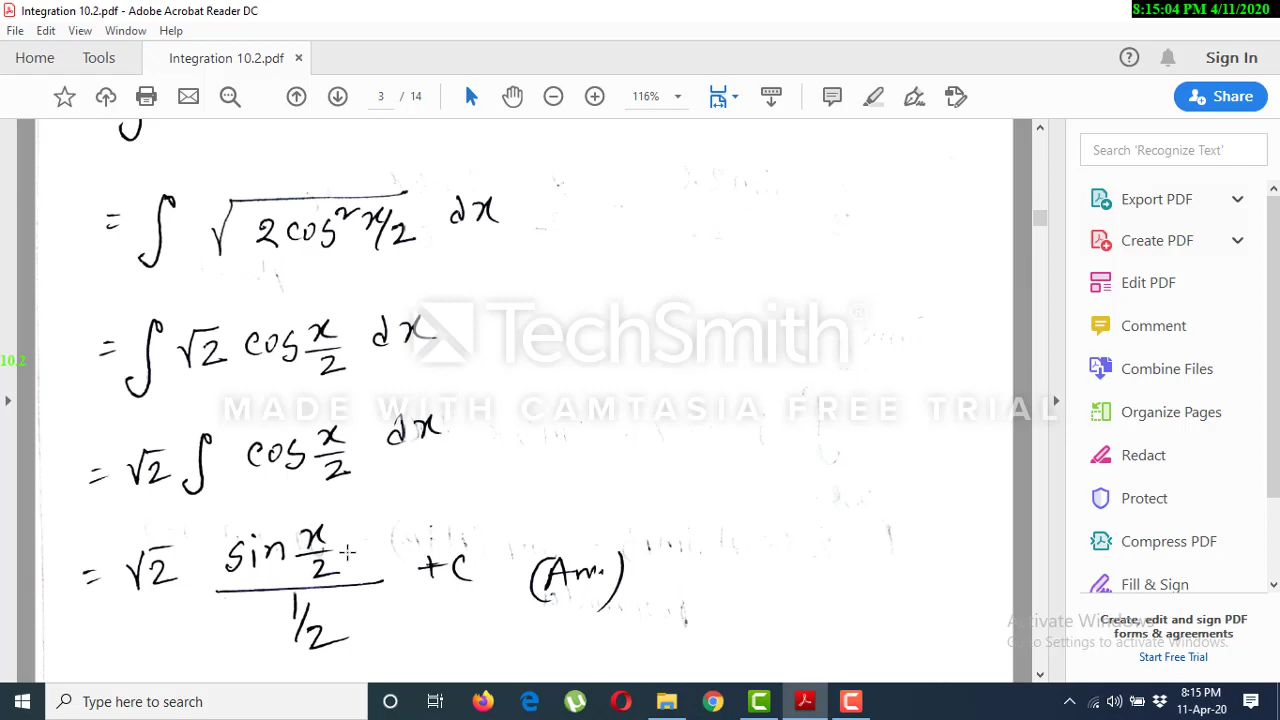 Integration 10.2.pdf - Adobe Acrobat Reader DC
8:15:04 PM 4/11/2020
File Edit View Window Help
Home Tools Integration 10.2.pdf × Sign In
3 / 14 116% Share
Search 'Recognize Text'
= ∫ √(2 cos² x/2) dx
= ∫ √2 cos x/2 dx
= √2 ∫ cos x/2 dx
= √2 (sin x/2)/(1/2) + C (Ans.)
10.2
TechSmith®
MADE WITH CAMTASIA FREE TRIAL
Export PDF
Create PDF
Edit PDF
Comment
Combine Files
Organize Pages
Redact
Protect
Compress PDF
Fill & Sign
Activate Windows
Go to Settings to activate Windows.
Create, edit and sign PDF
forms & agreements
Start Free Trial
Type here to search
8:15 PM
11-Apr-20